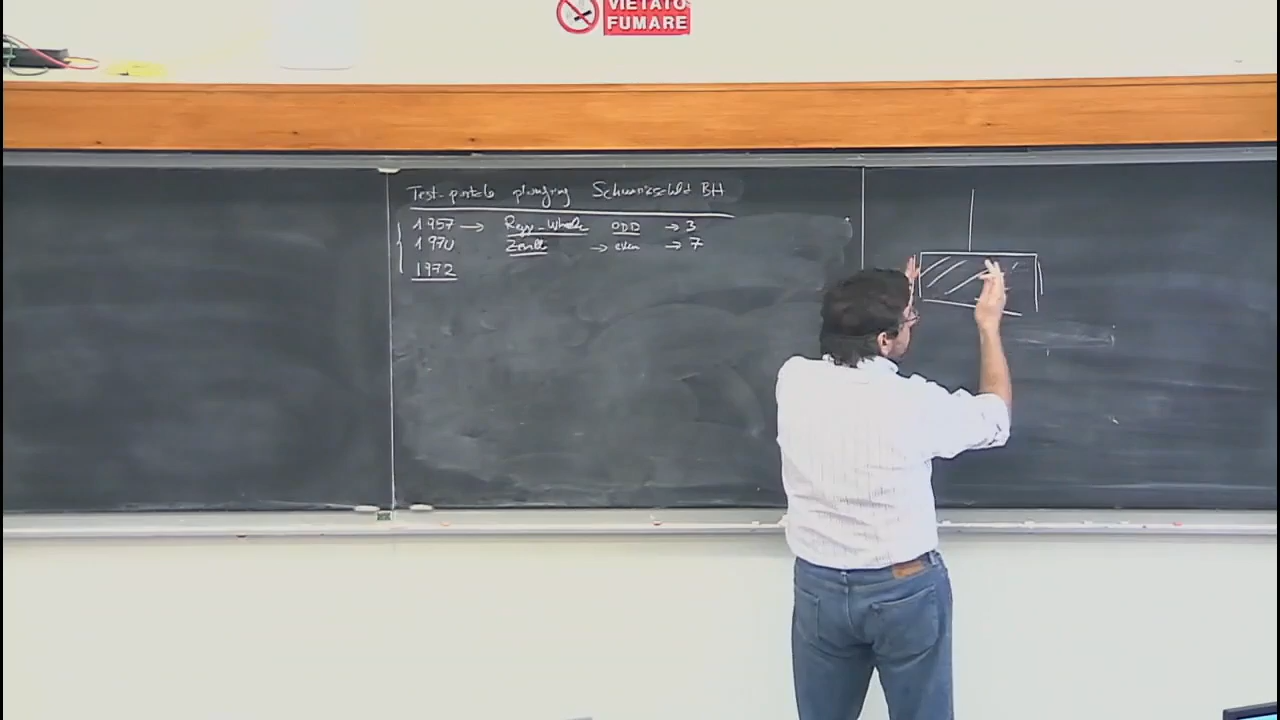 VIETATO
FUMARE
Test-particle plunging Schwarzschild BH
1957 → Regge-Wheeler ODD → 3
1970 Zerilli → even → 7
1972